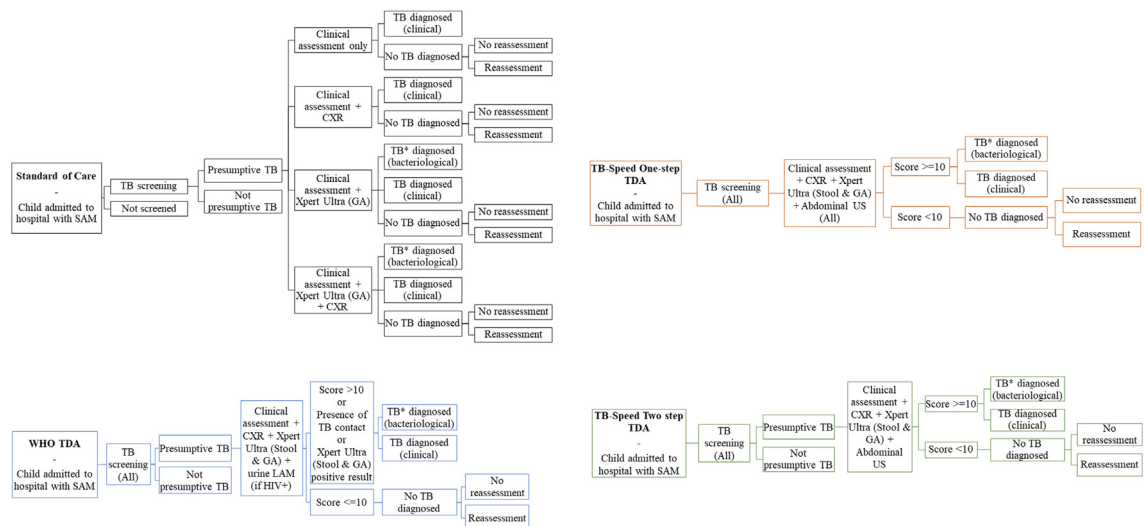 Standard of Care
-
Child admitted to
hospital with SAM
TB screening
Not screened
Presumptive TB
Not
presumptive TB
Clinical
assessment only
TB diagnosed
(clinical)
No TB diagnosed
No reassessment
Reassessment
Clinical
assessment +
CXR
TB diagnosed
(clinical)
No TB diagnosed
No reassessment
Reassessment
Clinical
assessment +
Xpert Ultra (GA)
TB* diagnosed
(bacteriological)
TB diagnosed
(clinical)
No TB diagnosed
No reassessment
Reassessment
Clinical
assessment +
Xpert Ultra (GA)
+ CXR
TB* diagnosed
(bacteriological)
TB diagnosed
(clinical)
No TB diagnosed
No reassessment
Reassessment
TB-Speed One-step
TDA
-
Child admitted to
hospital with SAM
TB screening
(All)
Clinical assessment
+ CXR + Xpert
Ultra (Stool & GA)
+ Abdominal US
(All)
Score >=10
TB* diagnosed
(bacteriological)
TB diagnosed
(clinical)
Score <10
No TB diagnosed
No reassessment
Reassessment
WHO TDA
-
Child admitted to
hospital with SAM
TB
screening
(All)
Presumptive TB
Not
presumptive TB
Clinical
assessment +
CXR + Xpert
Ultra (Stool
& GA) +
urine LAM
(if HIV+)
Score >10
or
Presence of
TB contact
or
Xpert Ultra
(Stool & GA)
positive result
TB* diagnosed
(bacteriological)
TB diagnosed
(clinical)
Score <=10
No TB
diagnosed
No
reassessment
Reassessment
TB-Speed Two step
TDA
-
Child admitted to
hospital with SAM
TB
screening
(All)
Presumptive TB
Not
presumptive TB
Clinical
assessment +
CXR + Xpert
Ultra (Stool
& GA) +
Abdominal
US
Score >=10
TB* diagnosed
(bacteriological)
TB diagnosed
(clinical)
Score <10
No TB
diagnosed
No
reassessment
Reassessment